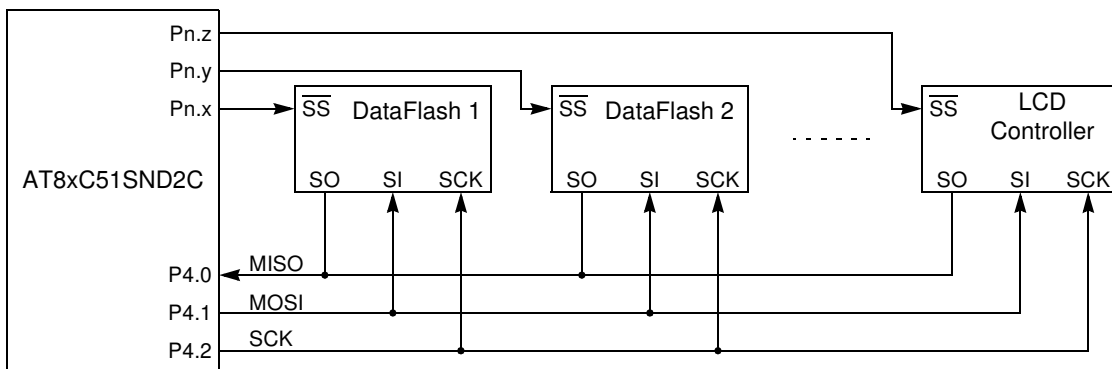 Pn.z
Pn.y
Pn.x
AT8xC51SND2C
P4.0
P4.1
P4.2
SS DataFlash 1
SO SI SCK
SS DataFlash 2
SO SI SCK
SS LCD
Controller
SO SI SCK
MISO
MOSI
SCK